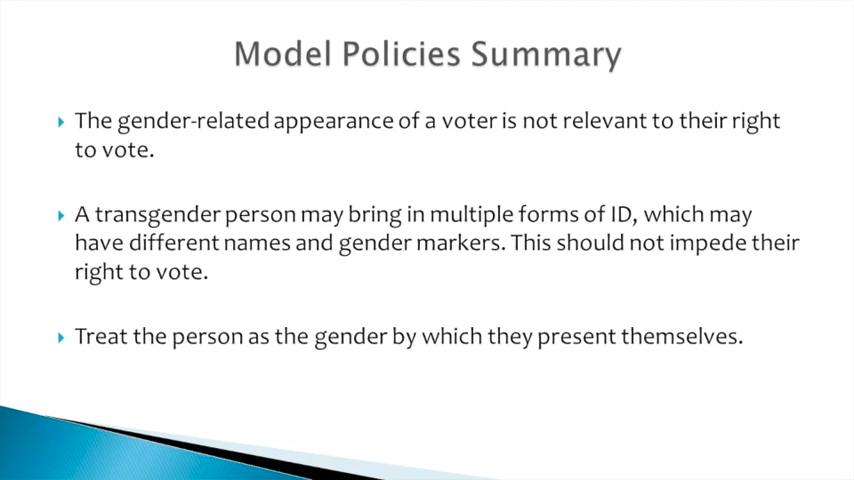 Model Policies Summary
The gender-related appearance of a voter is not relevant to their right
to vote.
A transgender person may bring in multiple forms of ID, which may
have different names and gender markers. This should not impede their
right to vote.
Treat the person as the gender by which they present themselves.